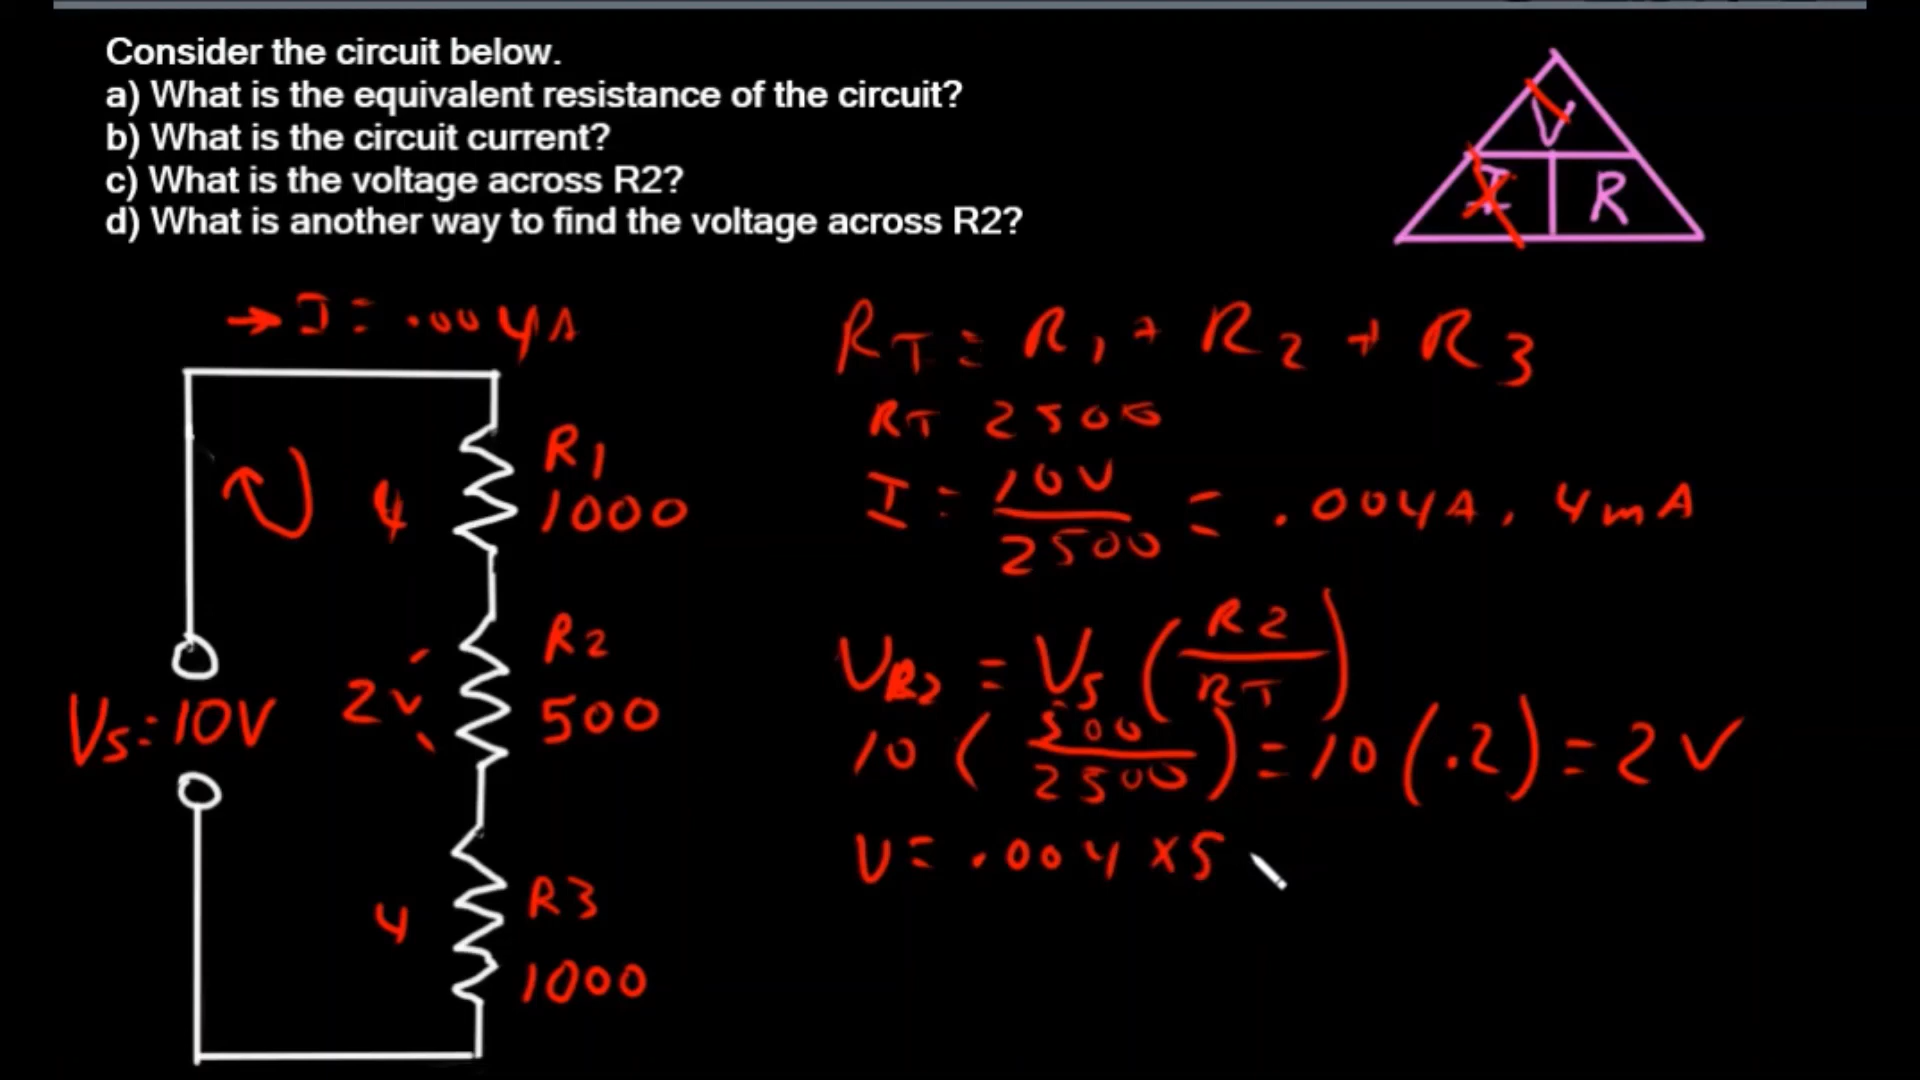 Consider the circuit below.
a) What is the equivalent resistance of the circuit?
b) What is the circuit current?
c) What is the voltage across R2?
d) What is another way to find the voltage across R2?
V
I R
→ I = .004A
R1
4 1000
R2
Vs = 10V 2v 500
R3
4
1000
RT = R1 + R2 + R3
RT 2500
I = 10V / 2500 = .004A, 4mA
VR2 = Vs (R2 / RT)
10 (500 / 2500) = 10 (.2) = 2V
V = .004 x 5